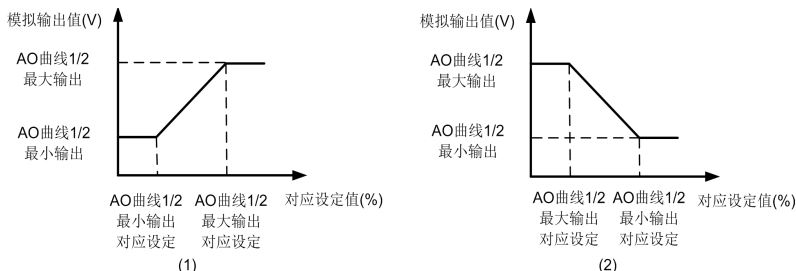 模拟输出值(V)
AO曲线1/2
最大输出
AO曲线1/2
最小输出
AO曲线1/2
最小输出
对应设定
AO曲线1/2
最大输出
对应设定
对应设定值(%)
(1)
模拟输出值(V)
AO曲线1/2
最大输出
AO曲线1/2
最小输出
AO曲线1/2
最大输出
对应设定
AO曲线1/2
最小输出
对应设定
对应设定值(%)
(2)